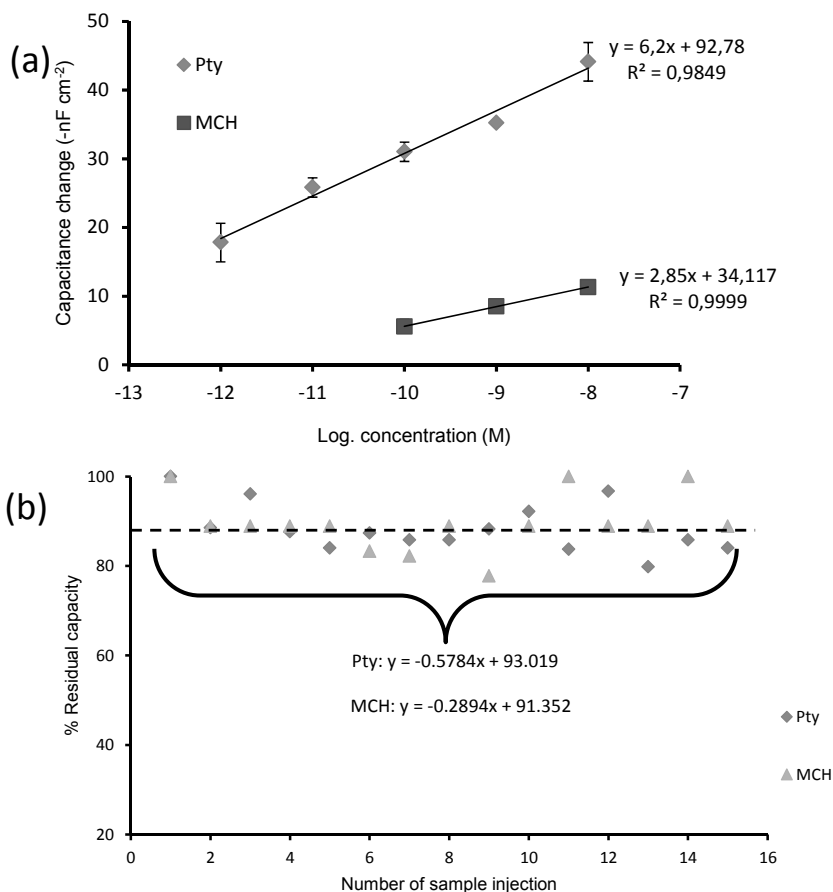 (a)
Capacitance change (-nF cm⁻²)
50
40
30
20
10
0
Pty
MCH
y = 6,2x + 92,78
R² = 0,9849
y = 2,85x + 34,117
R² = 0,9999
-13 -12 -11 -10 -9 -8 -7
Log. concentration (M)
(b)
% Residual capacity
100
80
60
40
20
Pty: y = -0.5784x + 93.019
MCH: y = -0.2894x + 91.352
Pty
MCH
0 2 4 6 8 10 12 14 16
Number of sample injection